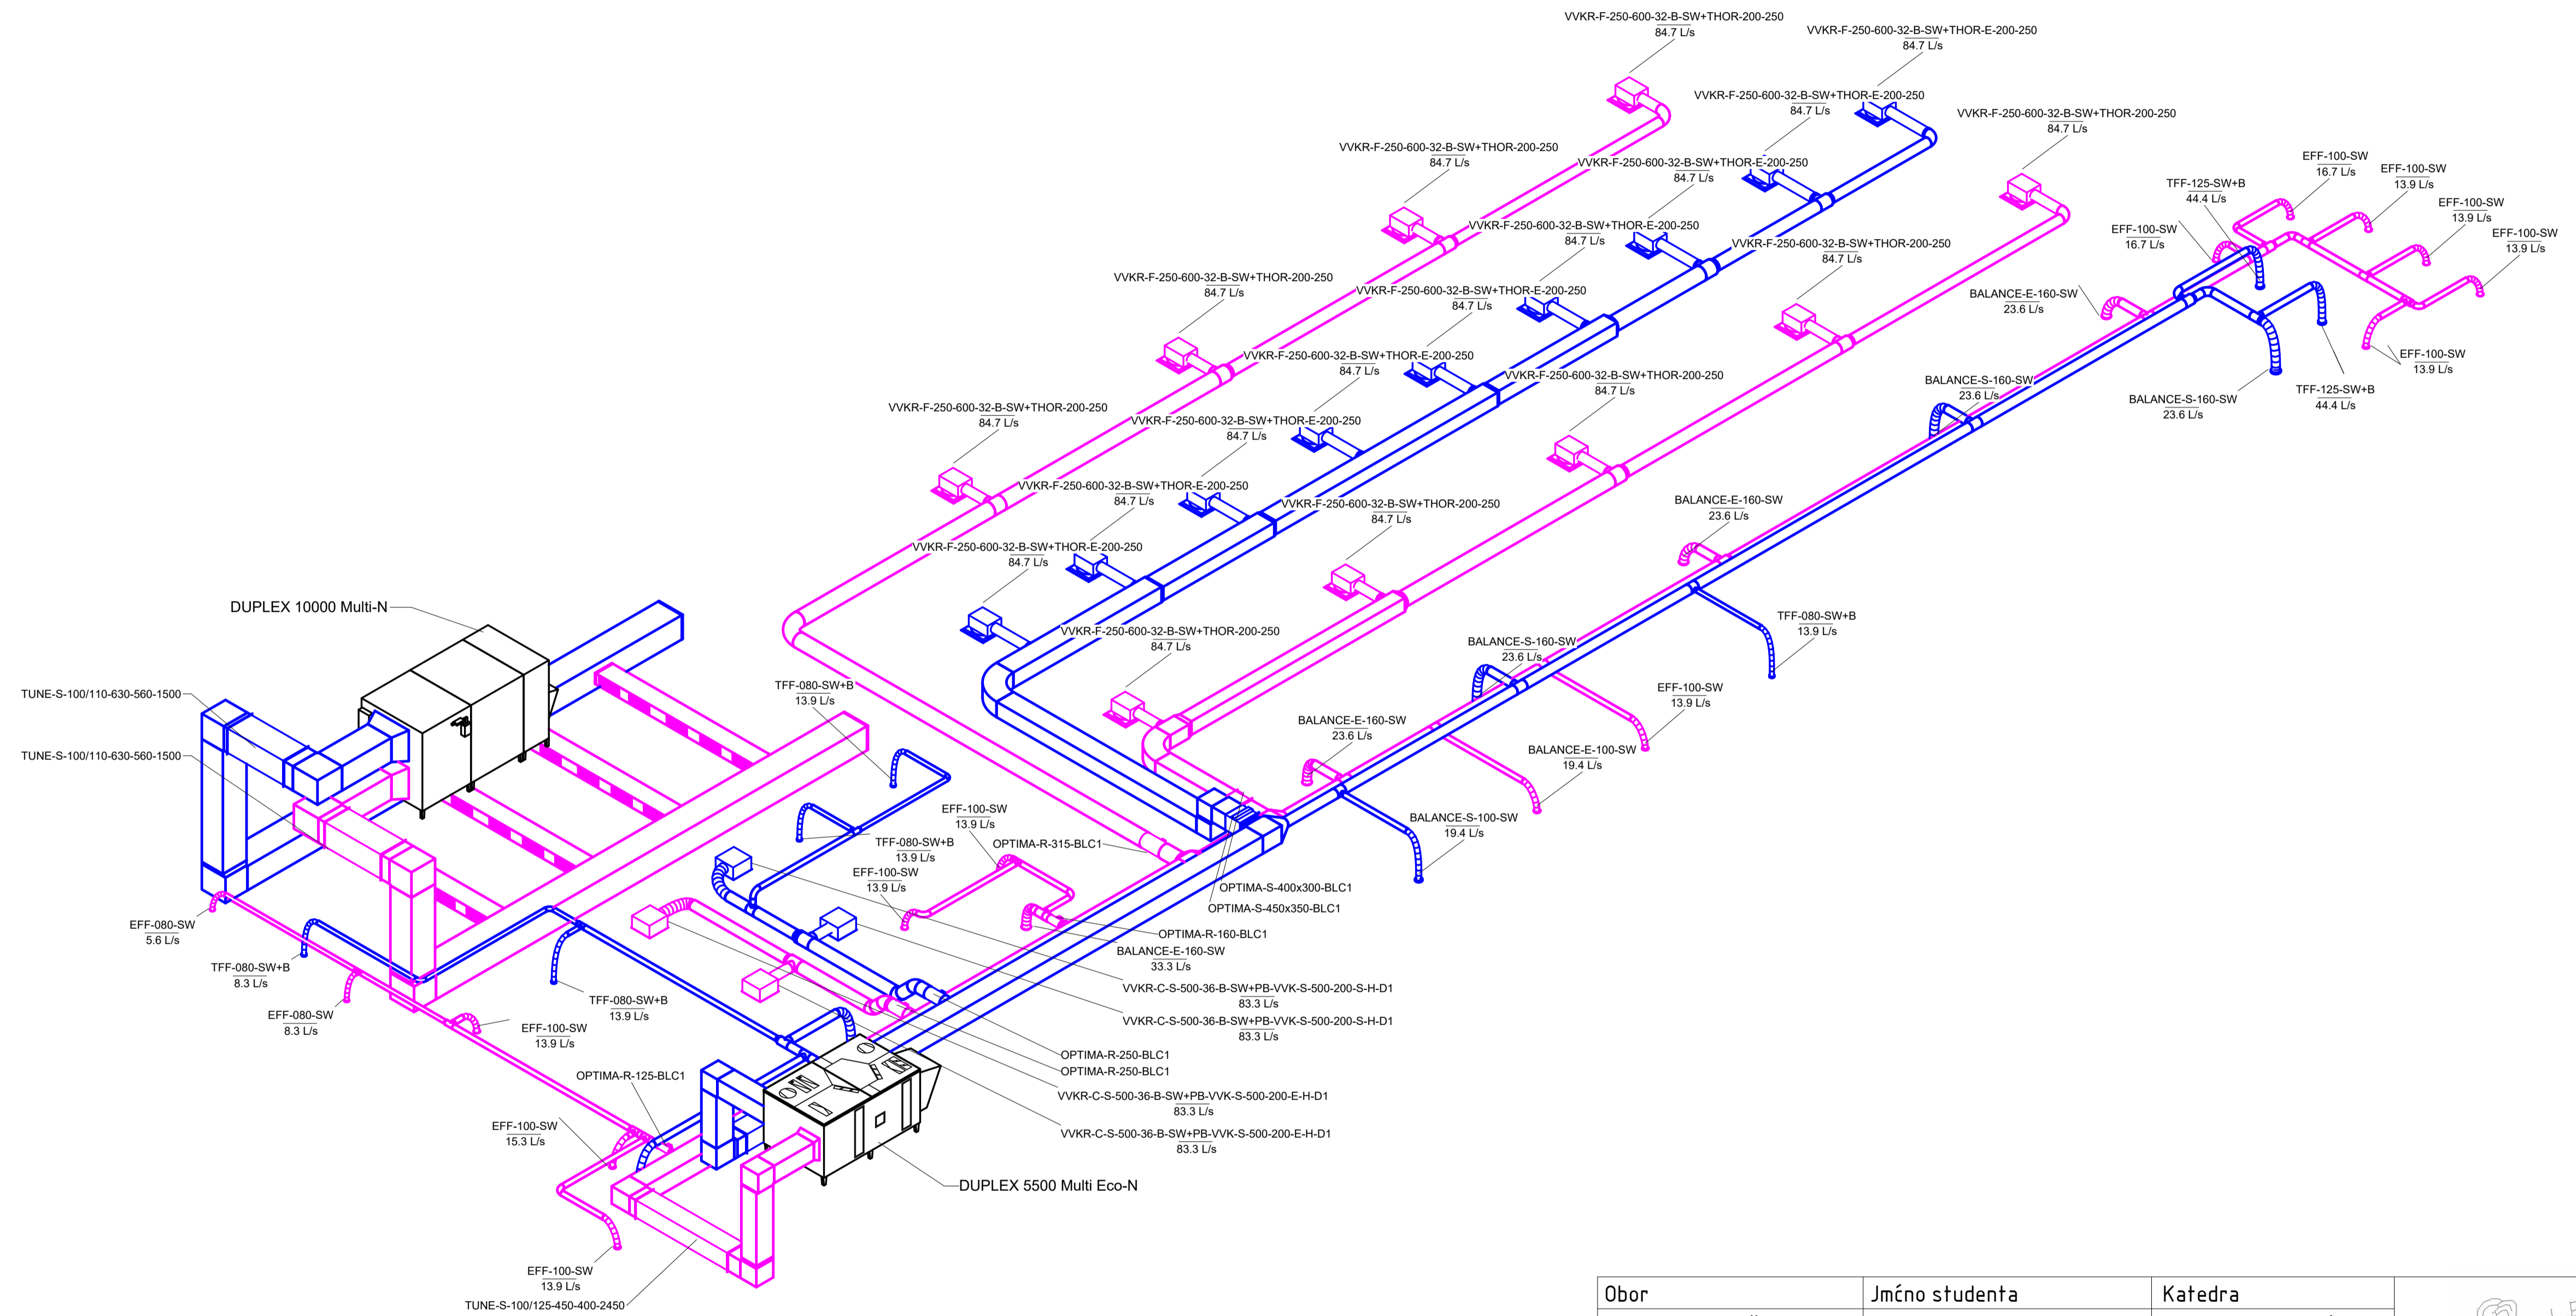 VVKR-F-250-600-32-B-SW+THOR-200-250
84.7 L/s
VVKR-F-250-600-32-B-SW+THOR-E-200-250
84.7 L/s
VVKR-F-250-600-32-B-SW+THOR-E-200-250
84.7 L/s
VVKR-F-250-600-32-B-SW+THOR-200-250
84.7 L/s
VVKR-F-250-600-32-B-SW+THOR-200-250
84.7 L/s
VVKR-F-250-600-32-B-SW+THOR-E-200-250
84.7 L/s
EFF-100-SW
16.7 L/s
EFF-100-SW
13.9 L/s
TFF-125-SW+B
44.4 L/s
EFF-100-SW
13.9 L/s
EFF-100-SW
16.7 L/s
EFF-100-SW
13.9 L/s
VVKR-F-250-600-32-B-SW+THOR-E-200-250
84.7 L/s
VVKR-F-250-600-32-B-SW+THOR-200-250
84.7 L/s
VVKR-F-250-600-32-B-SW+THOR-200-250
84.7 L/s
VVKR-F-250-600-32-B-SW+THOR-E-200-250
84.7 L/s
BALANCE-E-160-SW
23.6 L/s
VVKR-F-250-600-32-B-SW+THOR-E-200-250
84.7 L/s
EFF-100-SW
13.9 L/s
VVKR-F-250-600-32-B-SW+THOR-200-250
84.7 L/s
BALANCE-S-160-SW
23.6 L/s
TFF-125-SW+B
44.4 L/s
BALANCE-S-160-SW
23.6 L/s
VVKR-F-250-600-32-B-SW+THOR-200-250
84.7 L/s
VVKR-F-250-600-32-B-SW+THOR-E-200-250
84.7 L/s
VVKR-F-250-600-32-B-SW+THOR-E-200-250
84.7 L/s
VVKR-F-250-600-32-B-SW+THOR-200-250
84.7 L/s
BALANCE-E-160-SW
23.6 L/s
VVKR-F-250-600-32-B-SW+THOR-E-200-250
84.7 L/s
DUPLEX 10000 Multi-N
TFF-080-SW+B
13.9 L/s
VVKR-F-250-600-32-B-SW+THOR-200-250
84.7 L/s
BALANCE-S-160-SW
23.6 L/s
TUNE-S-100/110-630-560-1500
TFF-080-SW+B
13.9 L/s
EFF-100-SW
13.9 L/s
BALANCE-E-160-SW
23.6 L/s
TUNE-S-100/110-630-560-1500
BALANCE-E-100-SW
19.4 L/s
EFF-100-SW
13.9 L/s
BALANCE-S-100-SW
19.4 L/s
TFF-080-SW+B
13.9 L/s
OPTIMA-R-315-BLC1
EFF-100-SW
13.9 L/s
OPTIMA-S-400x300-BLC1
OPTIMA-S-450x350-BLC1
EFF-080-SW
5.6 L/s
OPTIMA-R-160-BLC1
BALANCE-E-160-SW
33.3 L/s
TFF-080-SW+B
8.3 L/s
VVKR-C-S-500-36-B-SW+PB-VVK-S-500-200-S-H-D1
83.3 L/s
TFF-080-SW+B
13.9 L/s
EFF-080-SW
8.3 L/s
VVKR-C-S-500-36-B-SW+PB-VVK-S-500-200-S-H-D1
83.3 L/s
EFF-100-SW
13.9 L/s
OPTIMA-R-250-BLC1
OPTIMA-R-250-BLC1
OPTIMA-R-125-BLC1
VVKR-C-S-500-36-B-SW+PB-VVK-S-500-200-E-H-D1
83.3 L/s
EFF-100-SW
15.3 L/s
VVKR-C-S-500-36-B-SW+PB-VVK-S-500-200-E-H-D1
83.3 L/s
DUPLEX 5500 Multi Eco-N
EFF-100-SW
13.9 L/s
TUNE-S-100/125-450-400-2450
Obor
Jméno studenta
Katedra